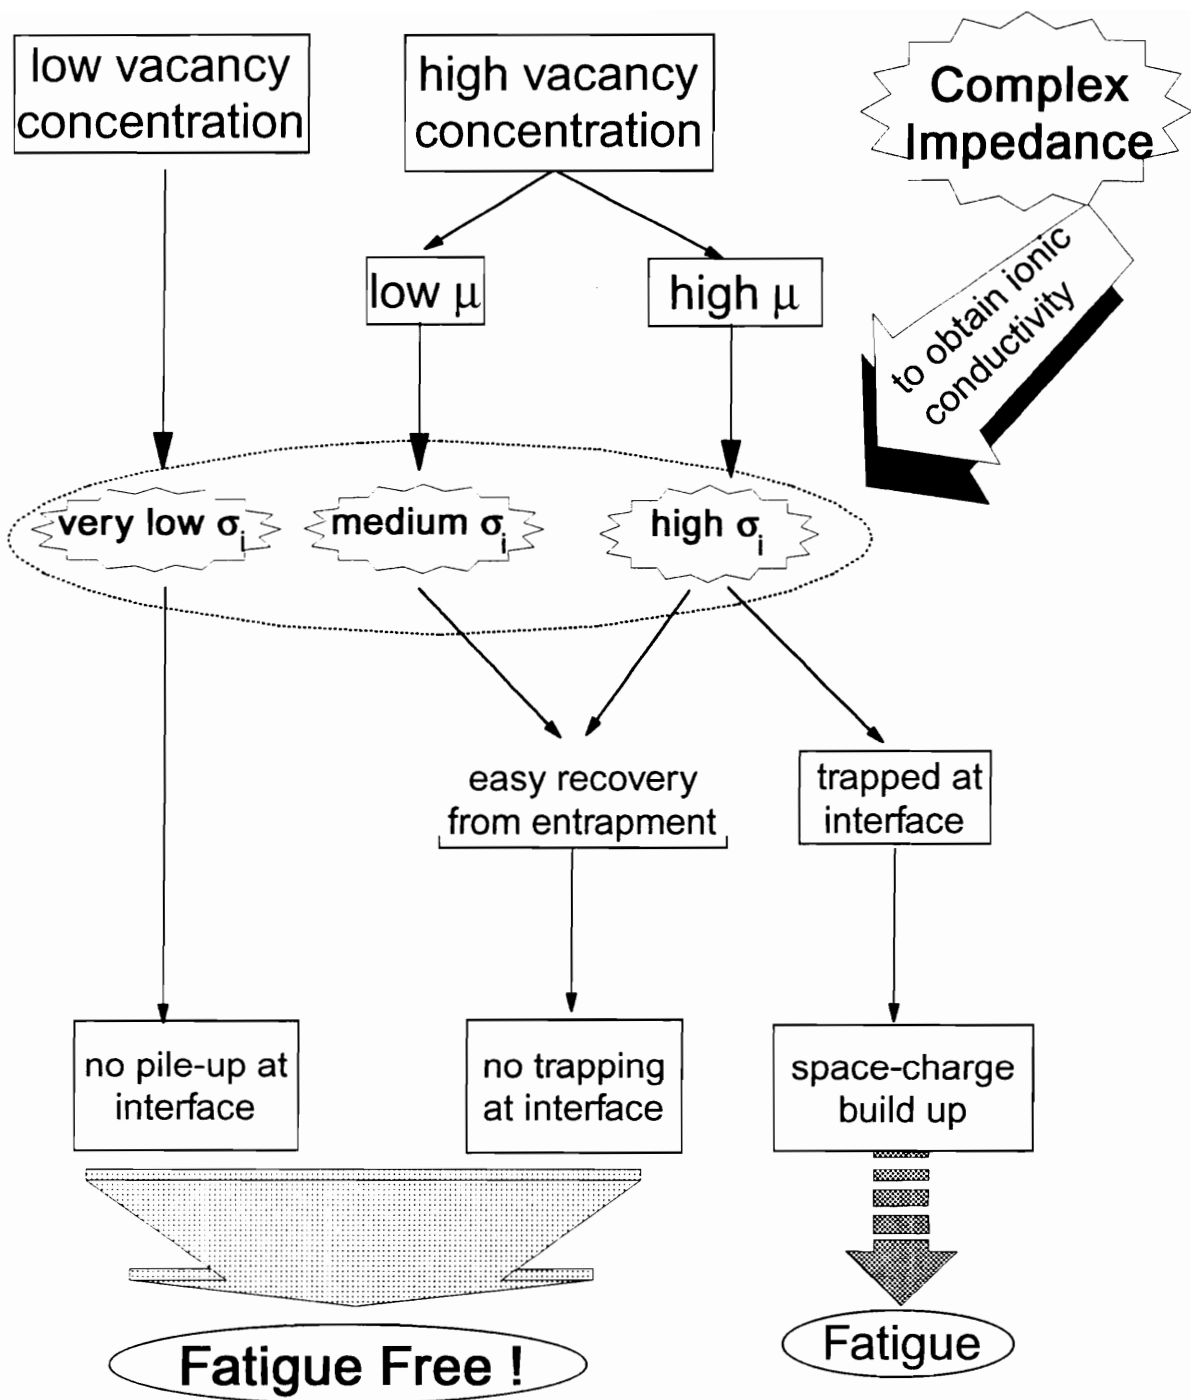 low vacancy
concentration
high vacancy
concentration
Complex
Impedance
to obtain ionic
conductivity
low μ
high μ
very low σi
medium σi
high σi
easy recovery
from entrapment
trapped at
interface
no pile-up at
interface
no trapping
at interface
space-charge
build up
Fatigue Free !
Fatigue